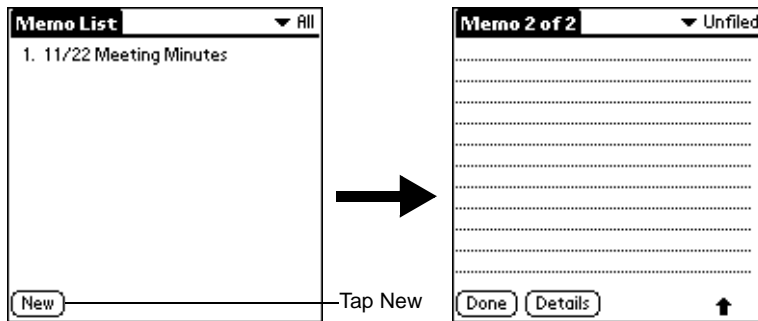 Memo List
All
1. 11/22 Meeting Minutes
New
Tap New
Memo 2 of 2
Unfiled
Done
Details